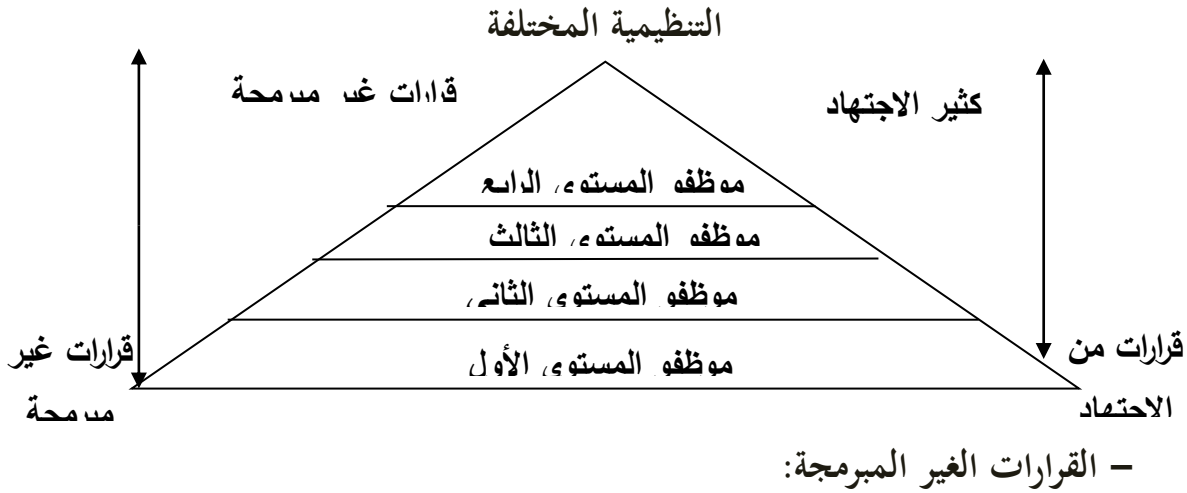 التنظيمية المختلفة
كثير الاجتهاد
قرارات غير مبرمجة
موظفو المستوى الرابع
موظفو المستوى الثالث
موظفو المستوى الثاني
موظفو المستوى الأول
قرارات من
الاجتهاد
قرارات غير
مبرمجة
– القرارات الغير المبرمجة: